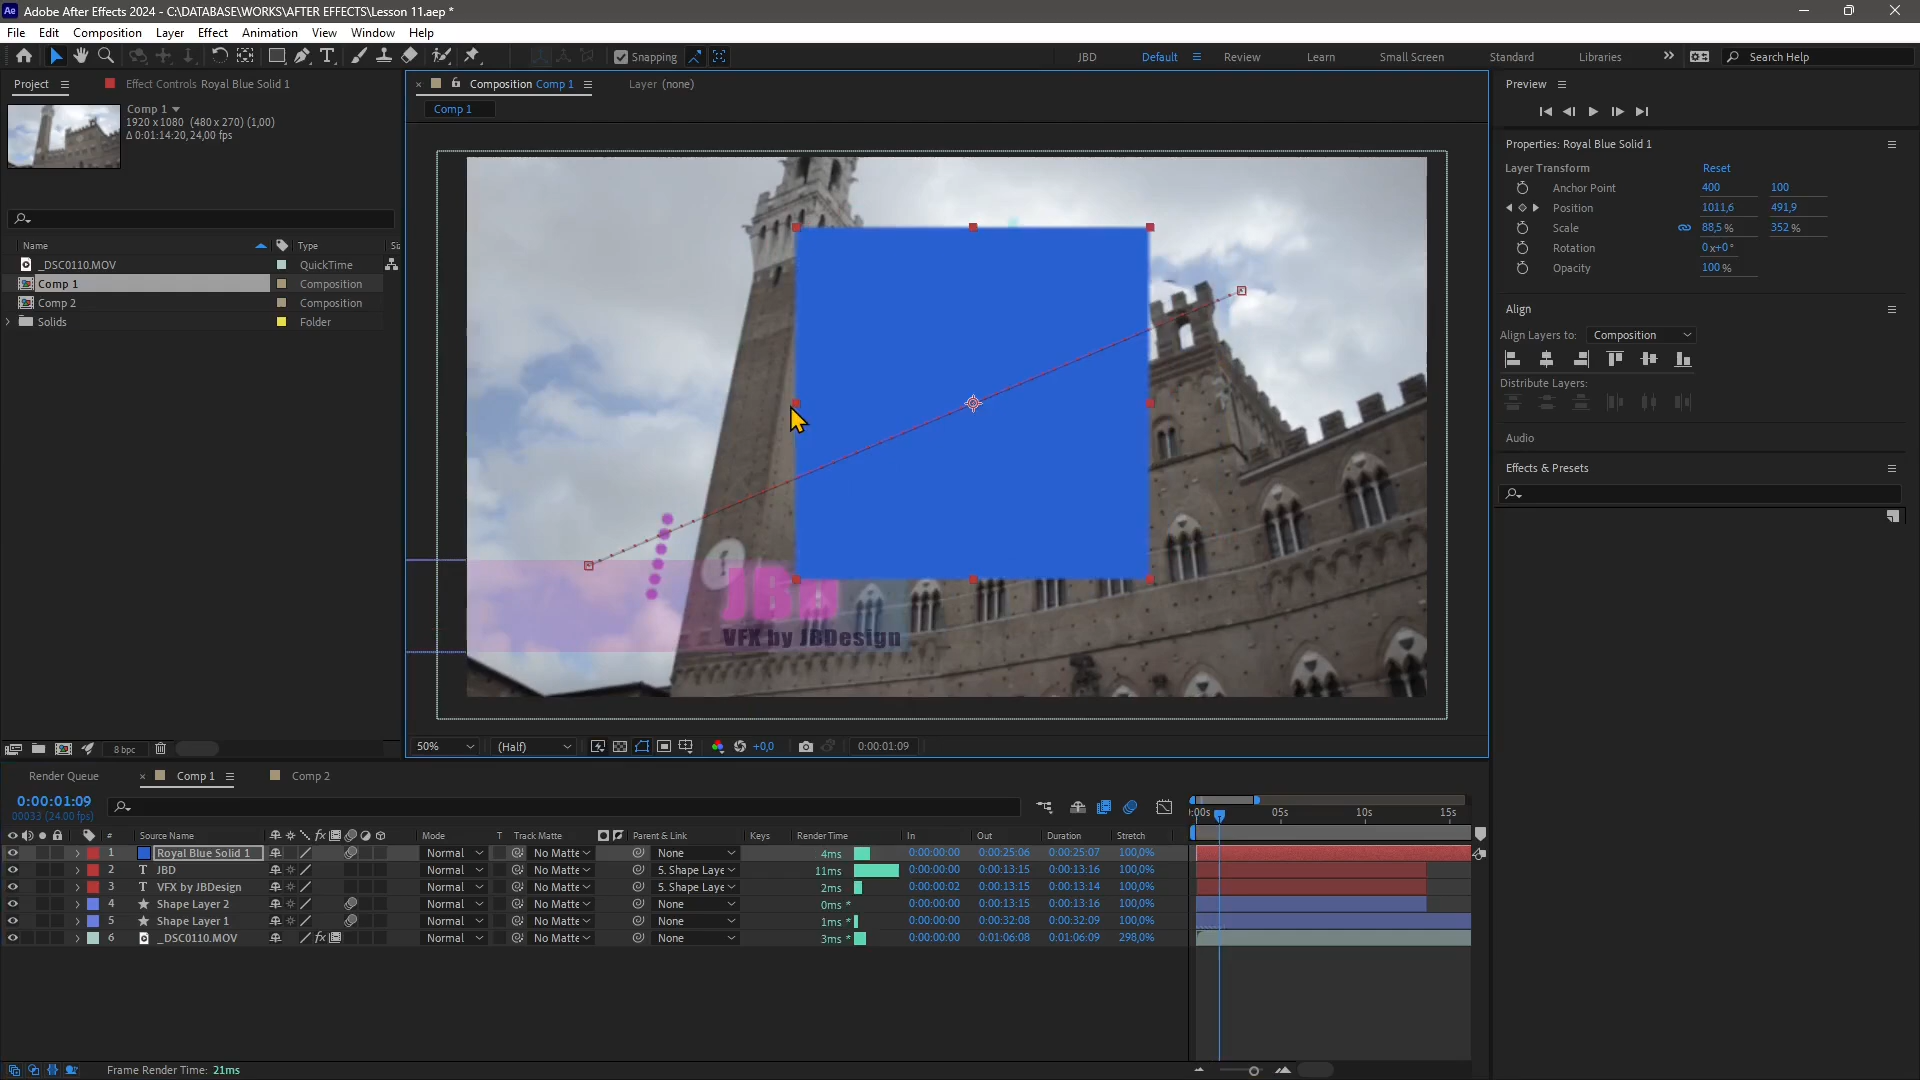 Ae Adobe After Effects 2024 - C:\DATABASE\WORKS\AFTER EFFECTS\Lesson 11.aep *
File Edit Composition Layer Effect Animation View Window Help
Snapping JBD Default Review Learn Small Screen Standard Libraries Search Help
Project Effect Controls Royal Blue Solid 1 Composition Comp 1 Layer (none) Preview
Comp 1
1920 x 1080 (480 x 270) (1,00)
Δ 0:01:14:20, 24,00 fps
Comp 1
Properties: Royal Blue Solid 1
Layer Transform Reset
Anchor Point 400 100
Position 1011,6 491,9
Scale 88,5 % 352 %
Rotation 0x+0 °
Opacity 100 %
Name Type Siz
_DSC0110.MOV QuickTime
Comp 1 Composition
Comp 2 Composition
Solids Folder
Align
Align Layers to: Composition
Distribute Layers:
Audio
Effects & Presets
VFX by JBDesign
8 bpc
50% (Half) +0,0 0:00:01:09
Render Queue Comp 1 Comp 2
0:00:01:09
00033 (24.00 fps)
:00s 05s 10s 15s
# Source Name fx Mode T Track Matte Parent & Link Keys Render Time In Out Duration Stretch
1 Royal Blue Solid 1 Normal No Matte None 4ms 0:00:00:00 0:00:25:06 0:00:25:07 100,0%
2 T JBD Normal No Matte 5. Shape Laye 11ms 0:00:00:00 0:00:13:15 0:00:13:16 100,0%
3 T VFX by JBDesign Normal No Matte 5. Shape Laye 2ms 0:00:00:02 0:00:13:15 0:00:13:14 100,0%
4 Shape Layer 2 Normal No Matte None 0ms * 0:00:00:00 0:00:13:15 0:00:13:16 100,0%
5 Shape Layer 1 Normal No Matte None 1ms * 0:00:00:00 0:00:32:08 0:00:32:09 100,0%
6 _DSC0110.MOV fx Normal No Matte None 3ms * 0:00:00:00 0:01:06:08 0:01:06:09 298,0%
Frame Render Time: 21ms